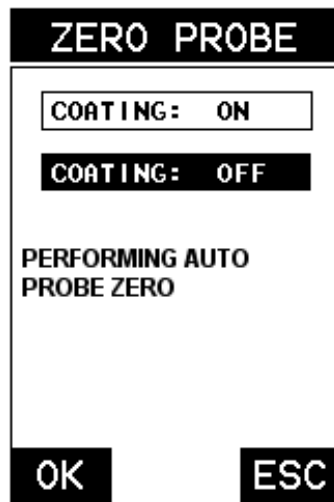 ZERO PROBE
COATING: ON
COATING: OFF
PERFORMING AUTO
PROBE ZERO
OK ESC